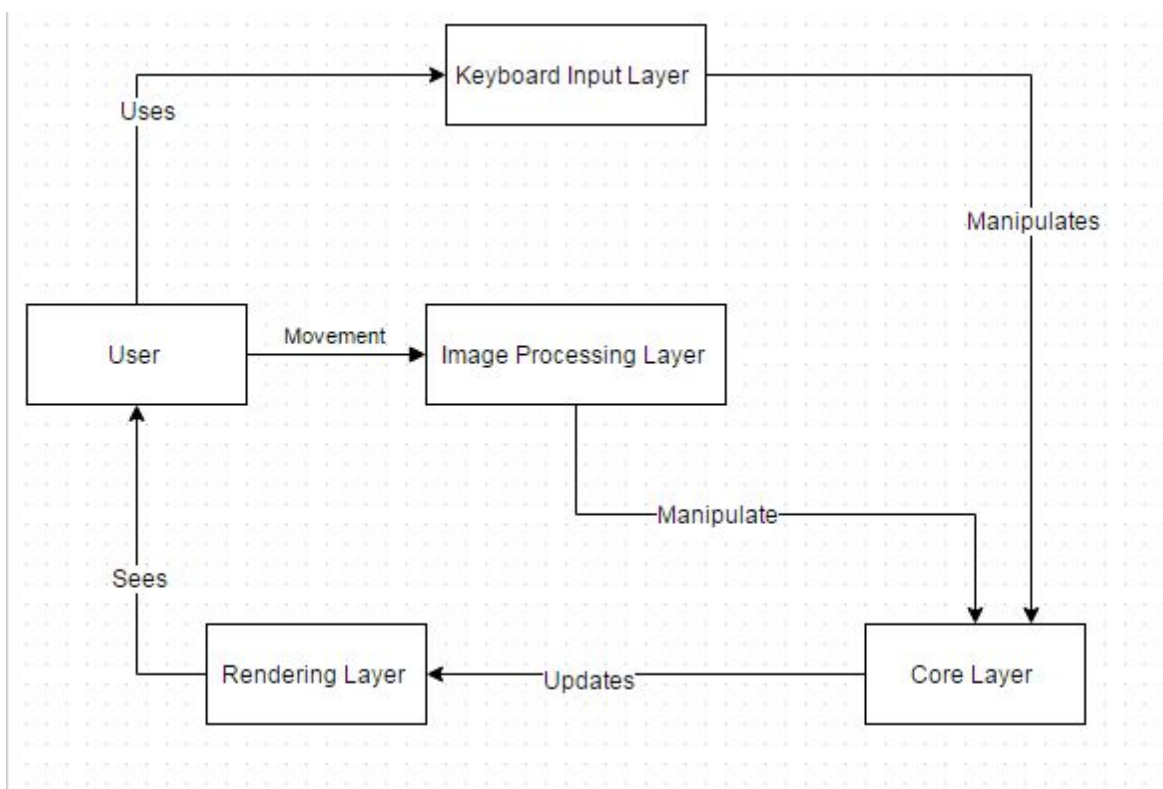 Keyboard Input Layer
Uses
Manipulates
Movement
User
Image Processing Layer
Manipulate
Sees
Rendering Layer
Updates
Core Layer